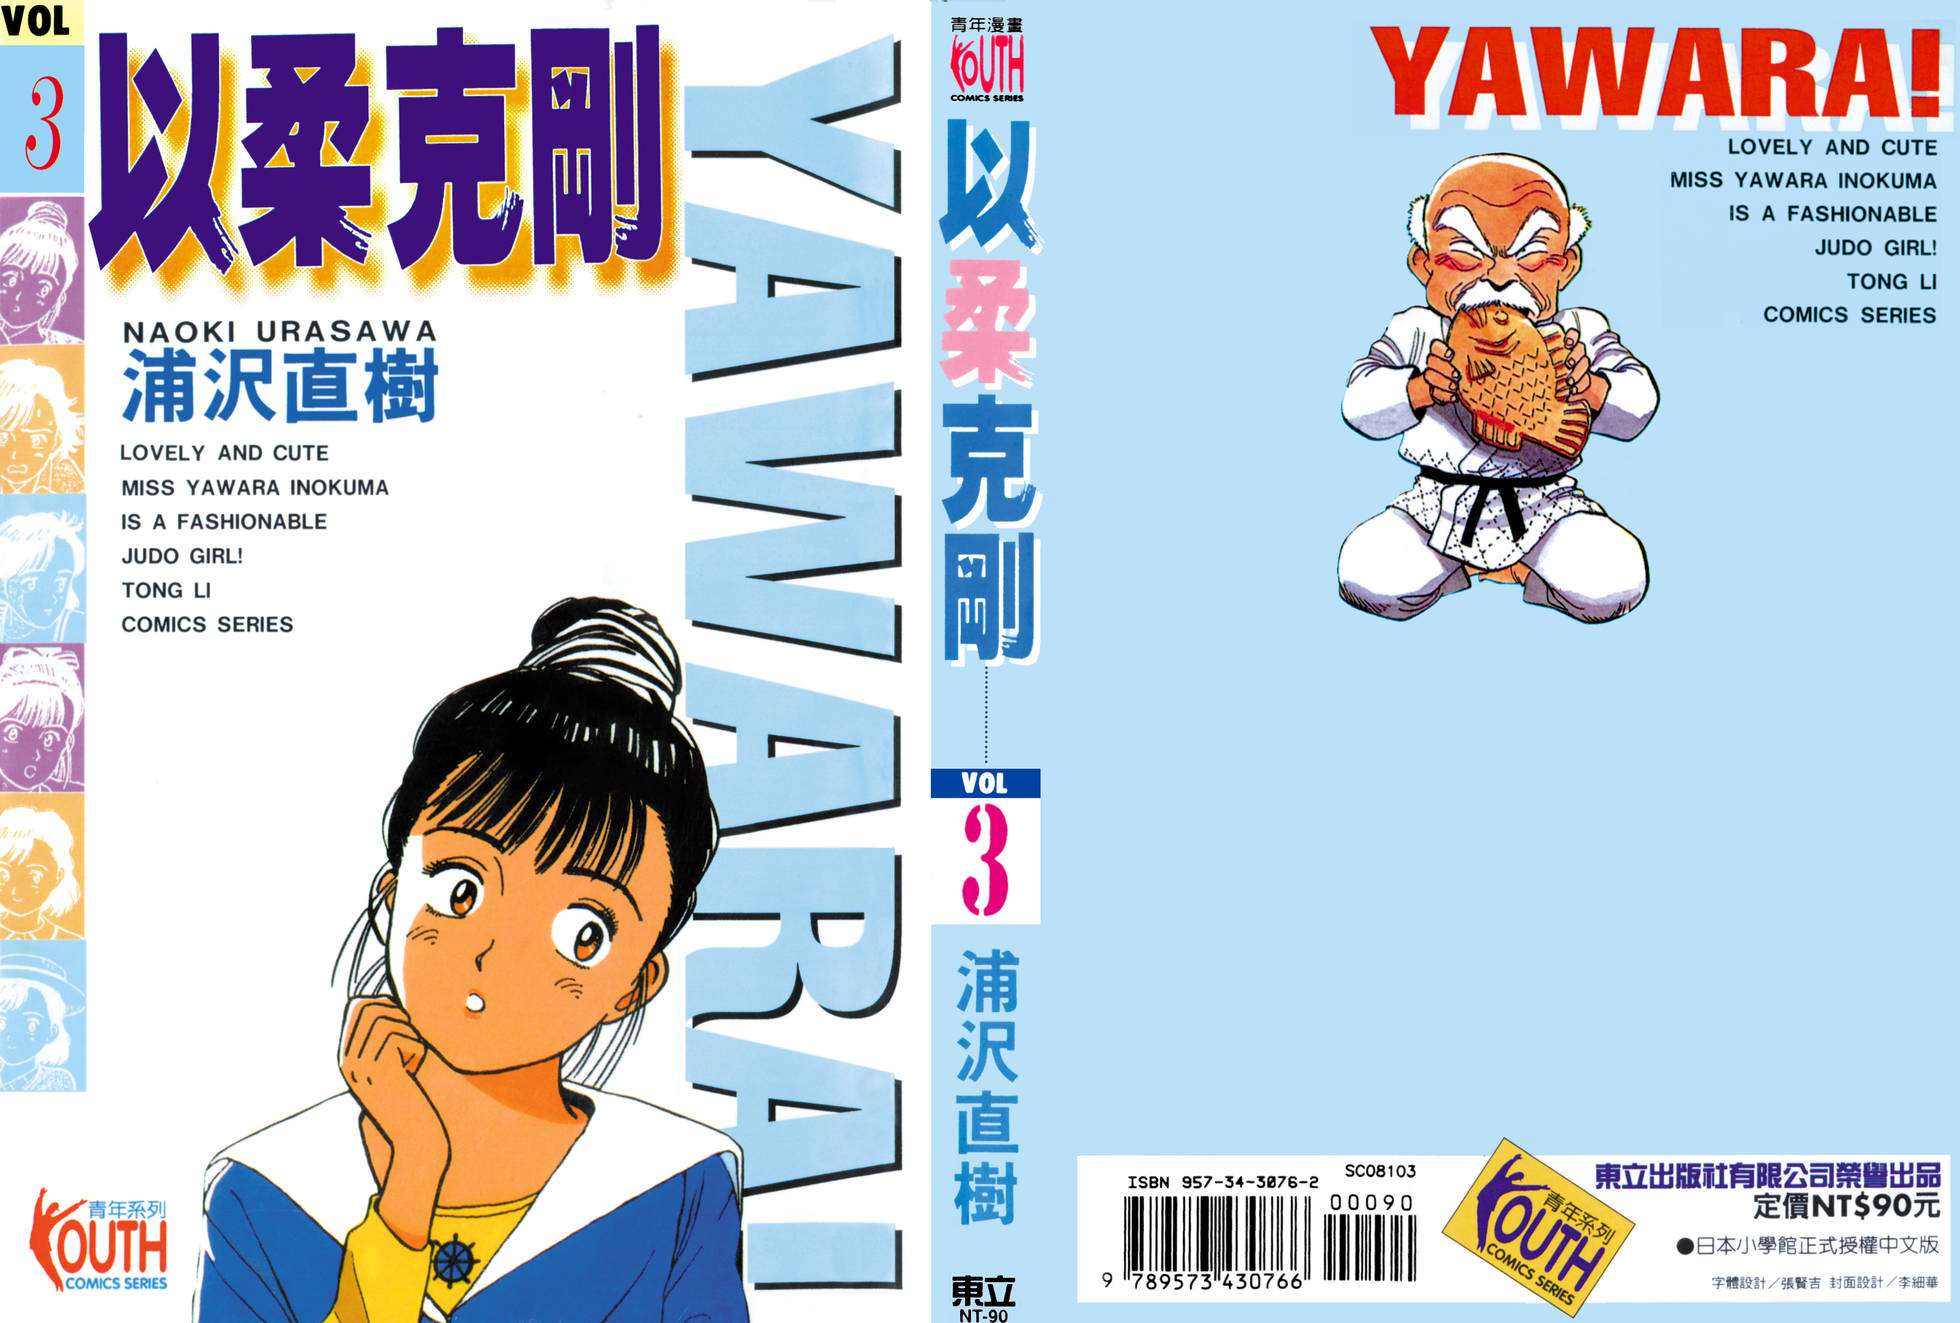 VOL
3
以柔克剛
NAOKI URASAWA
浦沢直樹
LOVELY AND CUTE
MISS YAWARA INOKUMA
IS A FASHIONABLE
JUDO GIRL!
TONG LI
COMICS SERIES
YAWARA!
青年系列
YOUTH
COMICS SERIES
青年漫畫
YOUTH
COMICS SERIES
以柔克剛
VOL
3
浦沢直樹
東立
NT-90
YAWARA!
LOVELY AND CUTE
MISS YAWARA INOKUMA
IS A FASHIONABLE
JUDO GIRL!
TONG LI
COMICS SERIES
ISBN 957-34-3076-2
SC08103
00090
9 789573 430766
青年系列
YOUTH
COMICS SERIES
東立出版社有限公司榮譽出品
定價NT$90元
●日本小學館正式授權中文版
字體設計／張賢吉 封面設計／李細華